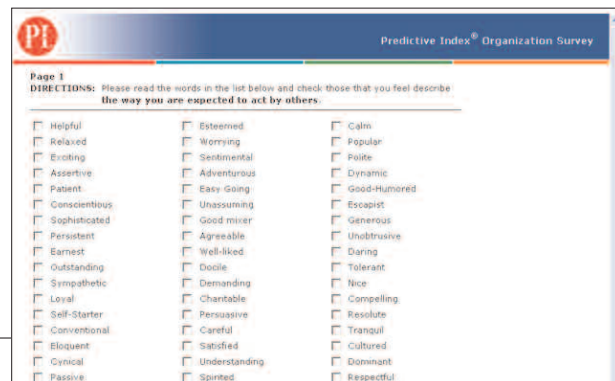 PI
Predictive Index® Organization Survey
Page 1
DIRECTIONS: Please read the words in the list below and check those that you feel describe
the way you are expected to act by others.
Helpful Esteemed Calm
Relaxed Worrying Popular
Exciting Sentimental Polite
Assertive Adventurous Dynamic
Patient Easy Going Good-Humored
Conscientious Unassuming Escapist
Sophisticated Good mixer Generous
Persistent Agreeable Unobtrusive
Earnest Well-liked Daring
Outstanding Docile Tolerant
Sympathetic Demanding Nice
Loyal Charitable Compelling
Self-Starter Persuasive Resolute
Conventional Careful Tranquil
Eloquent Satisfied Cultured
Cynical Understanding Dominant
Passive Spirited Respectful